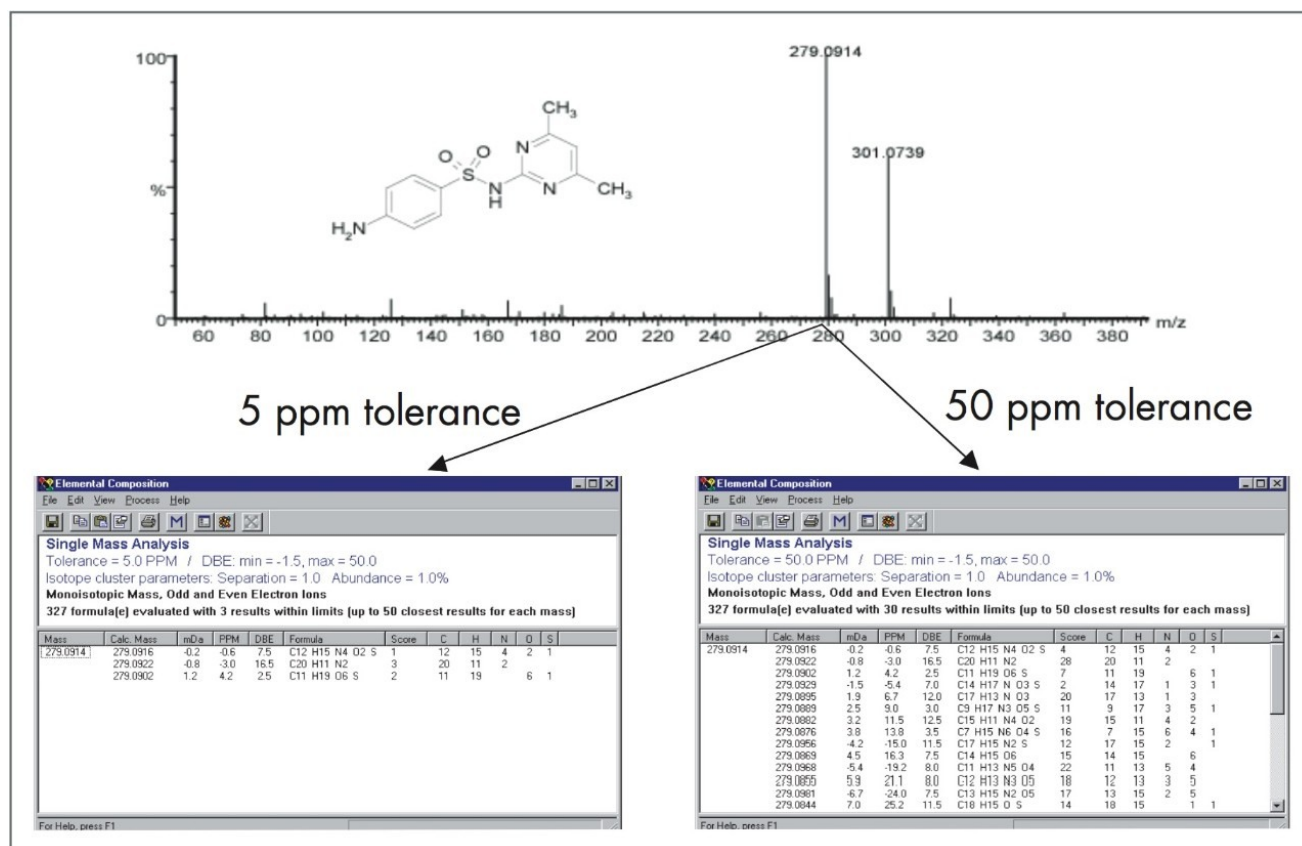 279.0914
100
301.0739
%
0
CH₃
N
O O
S
N
H
N
CH₃
H₂N
60 80 100 120 140 160 180 200 220 240 260 280 300 320 340 360 380 m/z
5 ppm tolerance
50 ppm tolerance
Elemental Composition
File Edit View Process Help
M
Single Mass Analysis
Tolerance = 5.0 PPM / DBE: min = -1.5, max = 50.0
Isotope cluster parameters: Separation = 1.0 Abundance = 1.0%
Monoisotopic Mass, Odd and Even Electron Ions
327 formula(e) evaluated with 3 results within limits (up to 50 closest results for each mass)
Mass Calc. Mass mDa PPM DBE Formula Score C H N O S
279.0914 279.0916 -0.2 -0.6 7.5 C12 H15 N4 O2 S 1 12 15 4 2 1
279.0922 -0.8 -3.0 16.5 C20 H11 N2 3 20 11 2
279.0902 1.2 4.2 2.5 C11 H19 O6 S 2 11 19 6 1
For Help, press F1
Elemental Composition
File Edit View Process Help
M
Single Mass Analysis
Tolerance = 50.0 PPM / DBE: min = -1.5, max = 50.0
Isotope cluster parameters: Separation = 1.0 Abundance = 1.0%
Monoisotopic Mass, Odd and Even Electron Ions
327 formula(e) evaluated with 30 results within limits (up to 50 closest results for each mass)
Mass Calc. Mass mDa PPM DBE Formula Score C H N O S
279.0914 279.0916 -0.2 -0.6 7.5 C12 H15 N4 O2 S 4 12 15 4 2 1
279.0922 -0.8 -3.0 16.5 C20 H11 N2 28 20 11 2
279.0902 1.2 4.2 2.5 C11 H19 O6 S 7 11 19 6 1
279.0929 -1.5 -5.4 7.0 C14 H17 N O3 S 2 14 17 1 3 1
279.0895 1.9 6.7 12.0 C17 H13 N O3 20 17 13 1 3
279.0889 2.5 9.0 3.0 C9 H17 N3 O5 S 11 9 17 3 5 1
279.0882 3.2 11.5 12.5 C15 H11 N4 O2 19 15 11 4 2
279.0876 3.8 13.8 3.5 C7 H15 N6 O4 S 16 7 15 6 4 1
279.0956 -4.2 -15.0 11.5 C17 H15 N2 S 12 17 15 2 1
279.0869 4.5 16.3 7.5 C14 H15 O6 15 14 15 6
279.0968 -5.4 -19.2 8.0 C11 H13 N5 O4 22 11 13 5 4
279.0855 5.9 21.1 8.0 C12 H13 N3 O5 18 12 13 3 5
279.0981 -6.7 -24.0 7.5 C13 H15 N2 O5 17 13 15 2 5
279.0844 7.0 25.2 11.5 C18 H15 O S 14 18 15 1 1
For Help, press F1